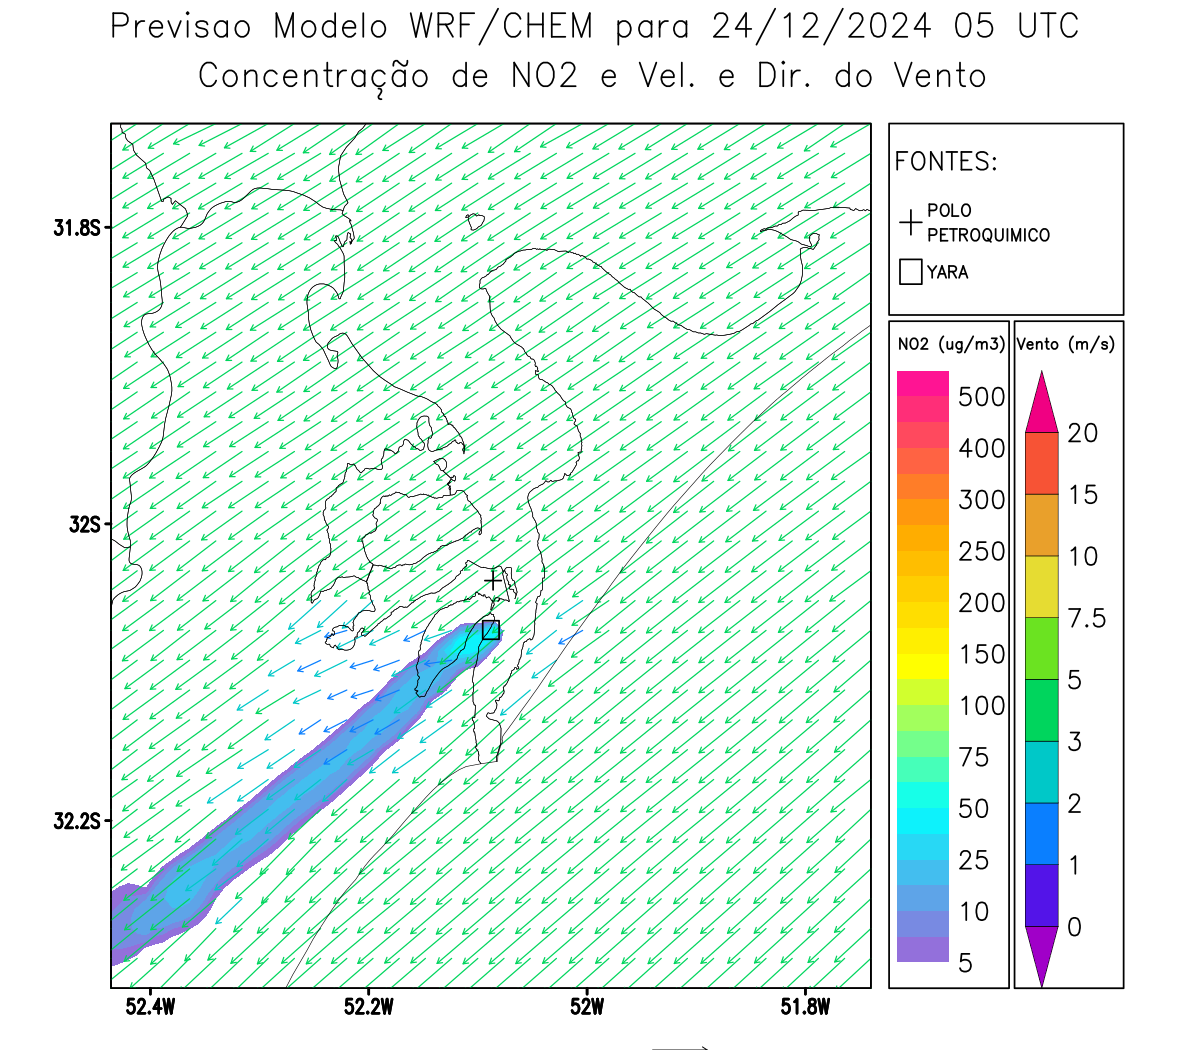 Previsao Modelo WRF/CHEM para 24/12/2024 05 UTC
Concentração de NO2 e Vel. e Dir. do Vento
FONTES:
POLO
PETROQUIMICO
YARA
NO2 (ug/m3)
500
400
300
250
200
150
100
75
50
25
10
5
Vento (m/s)
20
15
10
7.5
5
3
2
1
0
31.8S
32S
32.2S
52.4W 52.2W 52W 51.8W